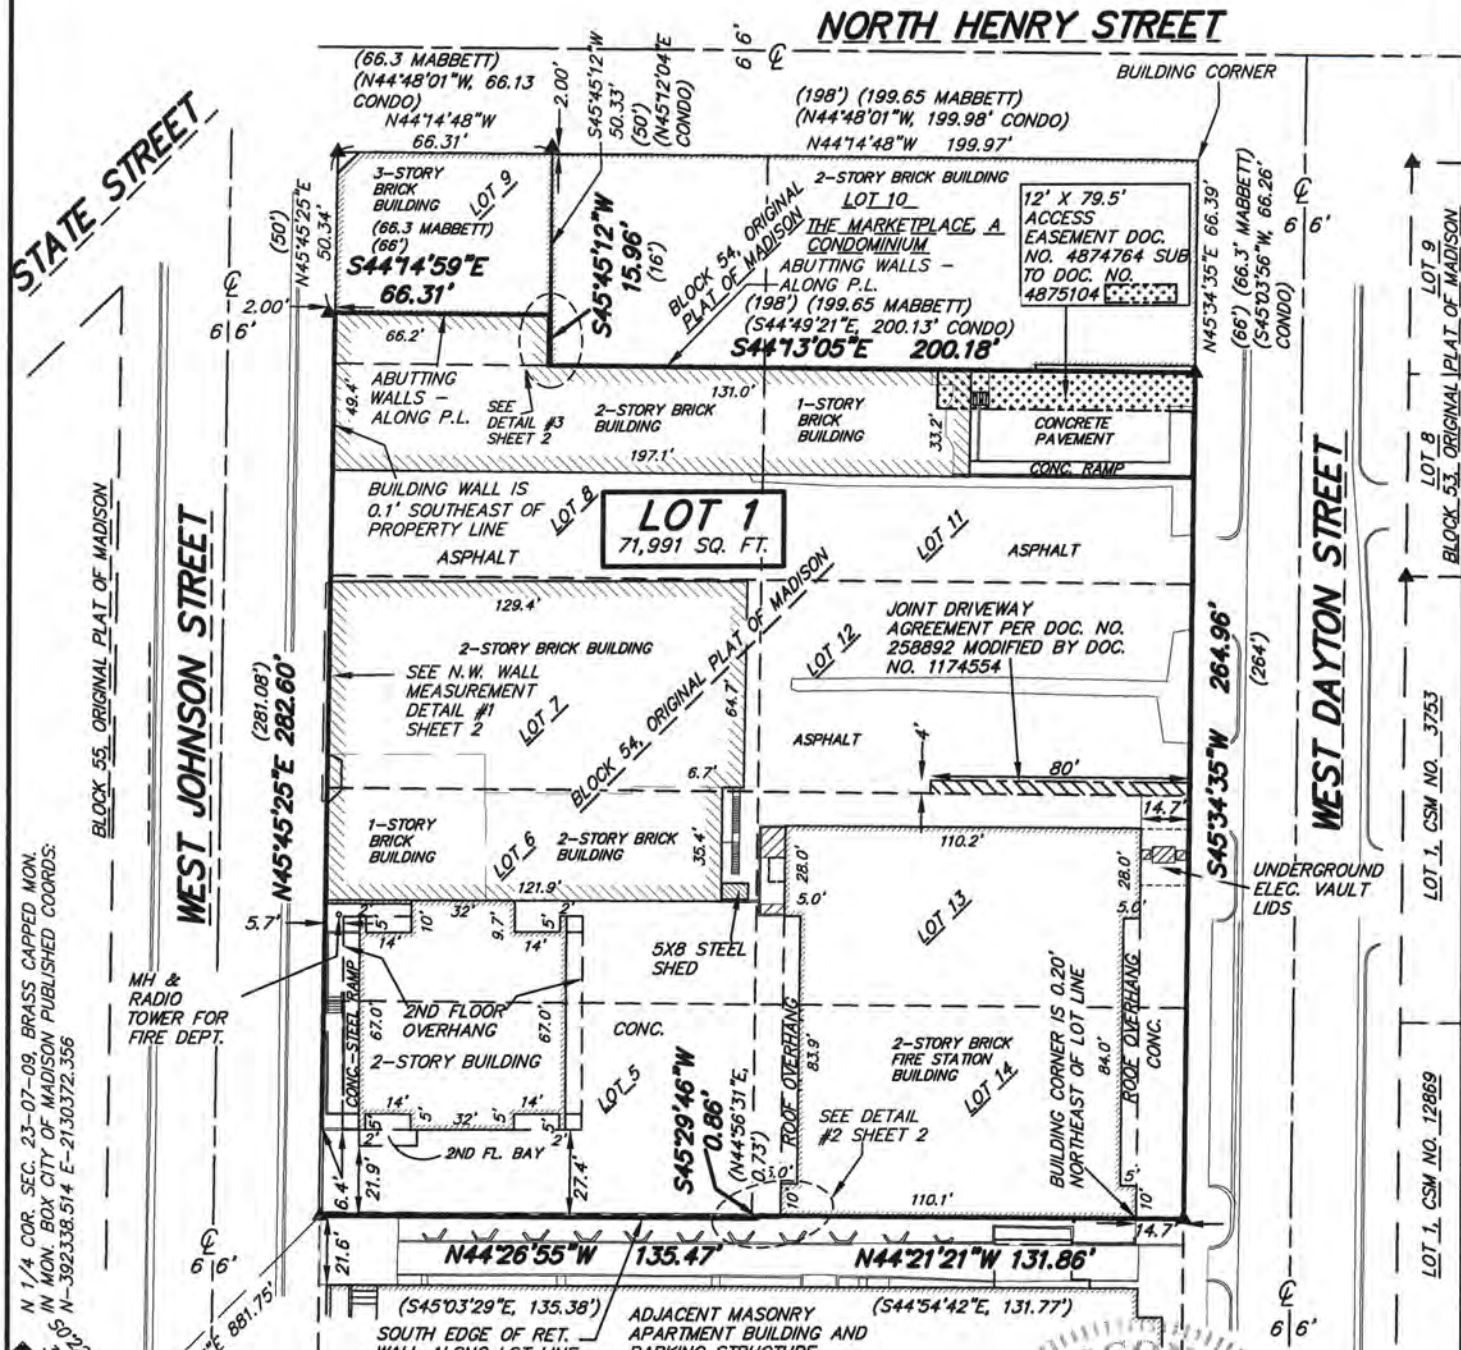 NORTH HENRY STREET
6'
6'
℄
(66.3 MABBETT)
(N44°48'01"W, 66.13
CONDO)
N44°14'48"W
66.31'
2.00'
S45°45'12"W
50.33'
(50')
(N45°12'04"E
CONDO)
(198') (199.65 MABBETT)
(N44°48'01"W, 199.98' CONDO)
N44°14'48"W 199.97'
BUILDING CORNER
STATE STREET
3-STORY
BRICK
BUILDING
LOT 9
(66.3 MABBETT)
(66')
S44°14'59"E
66.31'
(50')
N45°45'25"E
50.34'
2.00'
℄
6'
6'
S45°45'12"W
15.96'
(16')
BLOCK 54, ORIGINAL
PLAT OF MADISON
2-STORY BRICK BUILDING
LOT 10
THE MARKETPLACE, A
CONDOMINIUM
ABUTTING WALLS -
ALONG P.L.
(198') (199.65 MABBETT)
(S44°49'21"E, 200.13' CONDO)
S44°13'05"E 200.18'
12' X 79.5'
ACCESS
EASEMENT DOC.
NO. 4874764 SUB
TO DOC. NO.
4875104
N45°34'35"E 66.39'
(66') (66.3' MABBETT)
(S45°03'56"W, 66.26'
CONDO)
℄
6'
6'
LOT 9
LOT 8
BLOCK 53, ORIGINAL PLAT OF MADISON
66.2'
49.4'
ABUTTING
WALLS -
ALONG P.L.
SEE
DETAIL #3
SHEET 2
131.0'
2-STORY BRICK
BUILDING
1-STORY
BRICK
BUILDING
33.2'
CONCRETE
PAVEMENT
CONC. RAMP
197.1'
BUILDING WALL IS
0.1' SOUTHEAST OF
PROPERTY LINE
LOT 8
LOT 1
71,991 SQ. FT.
LOT 11
ASPHALT
ASPHALT
BLOCK 55, ORIGINAL PLAT OF MADISON
WEST JOHNSON STREET
(281.08')
N45°45'25"E 282.60'
129.4'
2-STORY BRICK BUILDING
SEE N.W. WALL
MEASUREMENT
DETAIL #1
SHEET 2
LOT 7
64.7'
BLOCK 54, ORIGINAL PLAT OF MADISON
LOT 12
JOINT DRIVEWAY
AGREEMENT PER DOC. NO.
258892 MODIFIED BY DOC.
NO. 1174554
ASPHALT
4'
80'
14.7'
S45°34'35"W 264.96'
(264')
WEST DAYTON STREET
LOT 1, CSM NO. 3753
6.7'
1-STORY
BRICK
BUILDING
LOT 6
2-STORY BRICK
BUILDING
35.4'
121.9'
110.2'
28.0'
28.0'
5.0'
5.0'
LOT 13
UNDERGROUND
ELEC. VAULT
LIDS
5.7'
2'
5'
14'
10'
32'
9.7'
14'
5'
2'
5X8 STEEL
SHED
MH &
RADIO
TOWER FOR
FIRE DEPT.
CONC.-STEEL RAMP
67.0'
2ND FLOOR
OVERHANG
67.0'
2-STORY BUILDING
CONC.
LOT 5
14'
5'
32'
5'
14'
5'
2'
5'
2'
2ND FL. BAY
6.4'
21.9'
27.4'
S45°29'46"W
0.86'
(N44°56'31"E,
0.73')
ROOF OVERHANG
83.9'
2-STORY BRICK
FIRE STATION
BUILDING
LOT 14
SEE DETAIL
#2 SHEET 2
BUILDING CORNER IS 0.20'
NORTHEAST OF LOT LINE
84.0'
ROOF OVERHANG
CONC.
10'
110.1'
5'
10'
14.7'
LOT 1, CSM NO. 12869
N 1/4 COR. SEC. 23-07-09, BRASS CAPPED MON.
IN MON. BOX CITY OF MADISON PUBLISHED COORDS:
N-392338.514 E-2130372.356
℄
6'
6'
21.6'
N44°26'55"W 135.47'
N44°21'21"W 131.86'
(S45°03'29"E, 135.38')
(S44°54'42"E, 131.77')
SOUTH EDGE OF RET.
WALL ALONG LOT LINE
ADJACENT MASONRY
APARTMENT BUILDING AND
PARKING STRUCTURE
℄
6'
6'
"E 881.75'